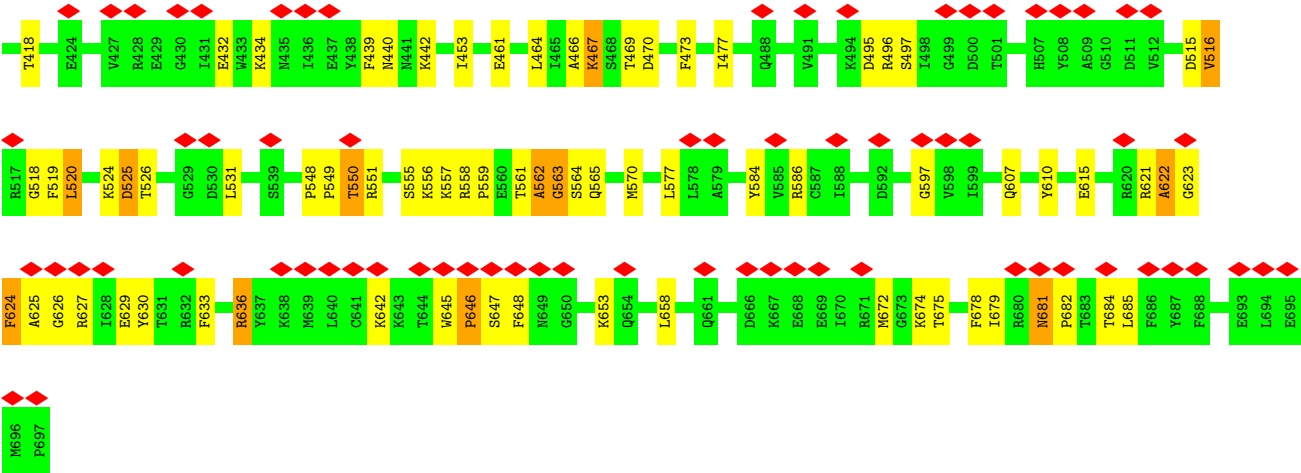 T418 E424 V427 R428 E429 G430 I431 E432 W433 K434 N435 I436 E437 Y438 F439 N440 N441 K442 I453 E461 L464 I465 A466 K467 S468 T469 D470 F473 I477 Q488 V491 K494 D495 R496 S497 I498 G499 D500 T501 H507 Y508 A509 G510 D511 V512 D515 V516
R517 G518 F519 L520 K524 D525 T526 G529 D530 L531 S539 P548 P549 T550 R551 S555 K556 K557 R558 P559 E560 T561 A562 G563 S564 Q565 M570 L577 L578 A579 Y584 V585 R586 C587 I588 D592 G597 V598 I599 Q607 Y610 E615 R620 R621 A622 G623
F624 A625 G626 R627 I628 E629 Y630 T631 R632 F633 R636 Y637 K638 M639 L640 C641 K642 K643 T644 W645 P646 S647 F648 N649 G650 K653 Q654 L658 Q661 D666 K667 E668 E669 I670 R671 M672 G673 K674 T675 F678 I679 R680 N681 P682 T683 T684 L685 F686 Y687 F688 E693 L694 E695
M696 P697